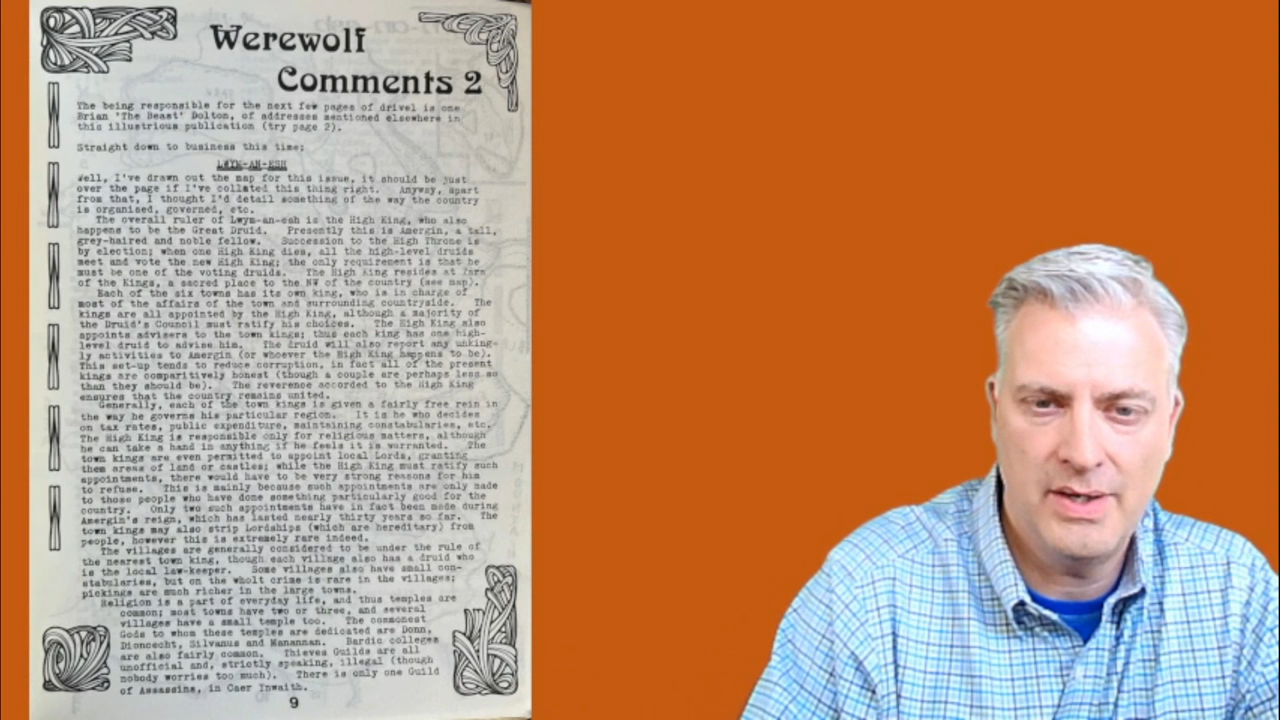 Werewolf
Comments 2
The being responsible for the next few pages of drivel is one
Brian 'The Beast' Dolton, of addresses mentioned elsewhere in
this illustrious publication (try page 2).
Straight down to business this time;
LWYM-AN-ESH
Well, I've drawn out the map for this issue, it should be just
over the page if I've collated this thing right. Anyway, apart
from that, I thought I'd detail something of the way the country
is organised, governed, etc.
The overall ruler of Lwym-an-esh is the High King, who also
happens to be the Great Druid. Presently this is Amergin, a tall,
grey-haired and noble fellow. Succession to the High Throne is
by election; when one High King dies, all the high-level druids
meet and vote the new High King; the only requirement is that he
must be one of the voting druids. The High King resides at
of the Kings, a sacred place to the NW of the country (see map).
Each of the six towns has its own king, who is in charge of
most of the affairs of the town and surrounding countryside. The
kings are all appointed by the High King, although a majority of
the Druid's Council must ratify his choices. The High King also
appoints advisers to the town kings; thus each king has one high-
level druid to advise him. The druid will also report any unking-
ly activities to Amergin (or whoever the High King happens to be).
This set-up tends to reduce corruption, in fact all of the present
kings are comparitively honest (though a couple are perhaps less so
than they should be). The reverence accorded to the High King
ensures that the country remains united.
Generally, each of the town kings is given a fairly free rein in
the way he governs his particular region. It is he who decides
on tax rates, public expenditure, maintaining constabularies, etc.
The High King is responsible only for religious matters, although
he can take a hand in anything if he feels it is warranted. The
town kings are even permitted to appoint local Lords, granting
them areas of land or castles; while the High King must ratify such
appointments, there would have to be very strong reasons for him
to refuse. This is mainly because such appointments are only made
to those people who have done something particularly good for the
country. Only two such appointments have in fact been made during
Amergin's reign, which has lasted nearly thirty years so far. The
town kings may also strip Lordships (which are hereditary) from
people, however this is extremely rare indeed.
The villages are generally considered to be under the rule of
the nearest town king, though each village also has a druid who
is the local law-keeper. Some villages also have small con-
stabularies, but on the wholt crime is rare in the villages;
pickings are much richer in the large towns.
Religion is a part of everyday life, and thus temples are
common; most towns have two or three, and several
villages have a small temple too. The commonest
Gods to whom these temples are dedicated are Donn,
Dioncecht, Silvanus and Manannan. Bardic colleges
are also fairly common. Thieves Guilds are all
unofficial and, strictly speaking, illegal (though
nobody worries too much). There is only one Guild
of Assassins, in Caer Inwaith.
9